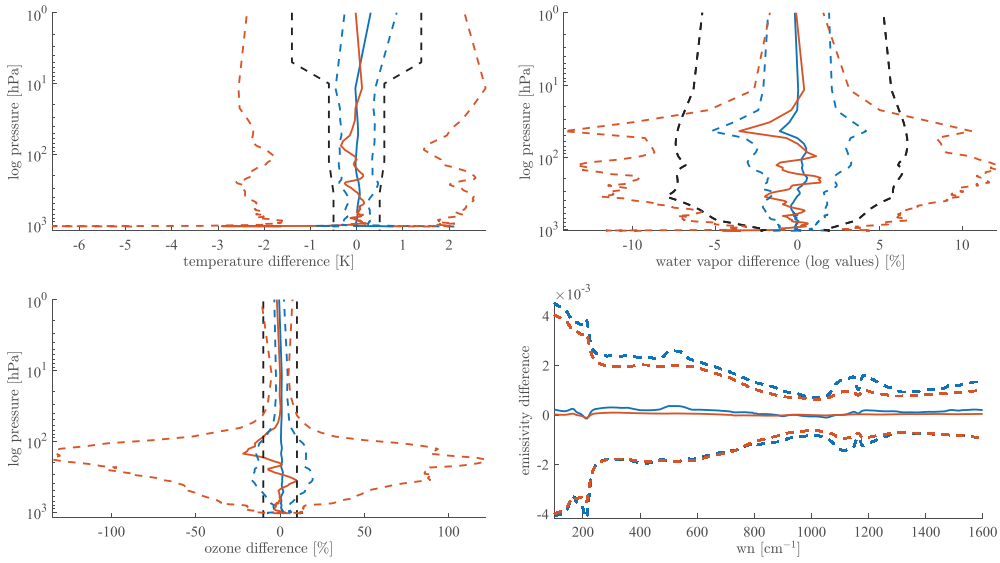 10^0
10^1
10^2
10^3
log pressure [hPa]
-6 -5 -4 -3 -2 -1 0 1 2
temperature difference [K]
10^0
10^1
10^2
10^3
log pressure [hPa]
-10 -5 0 5 10
water vapor difference (log values) [%]
10^0
10^1
10^2
10^3
log pressure [hPa]
-100 -50 0 50 100
ozone difference [%]
×10^-3
4
2
0
-2
-4
emissivity difference
200 400 600 800 1000 1200 1400 1600
wn [cm^-1]